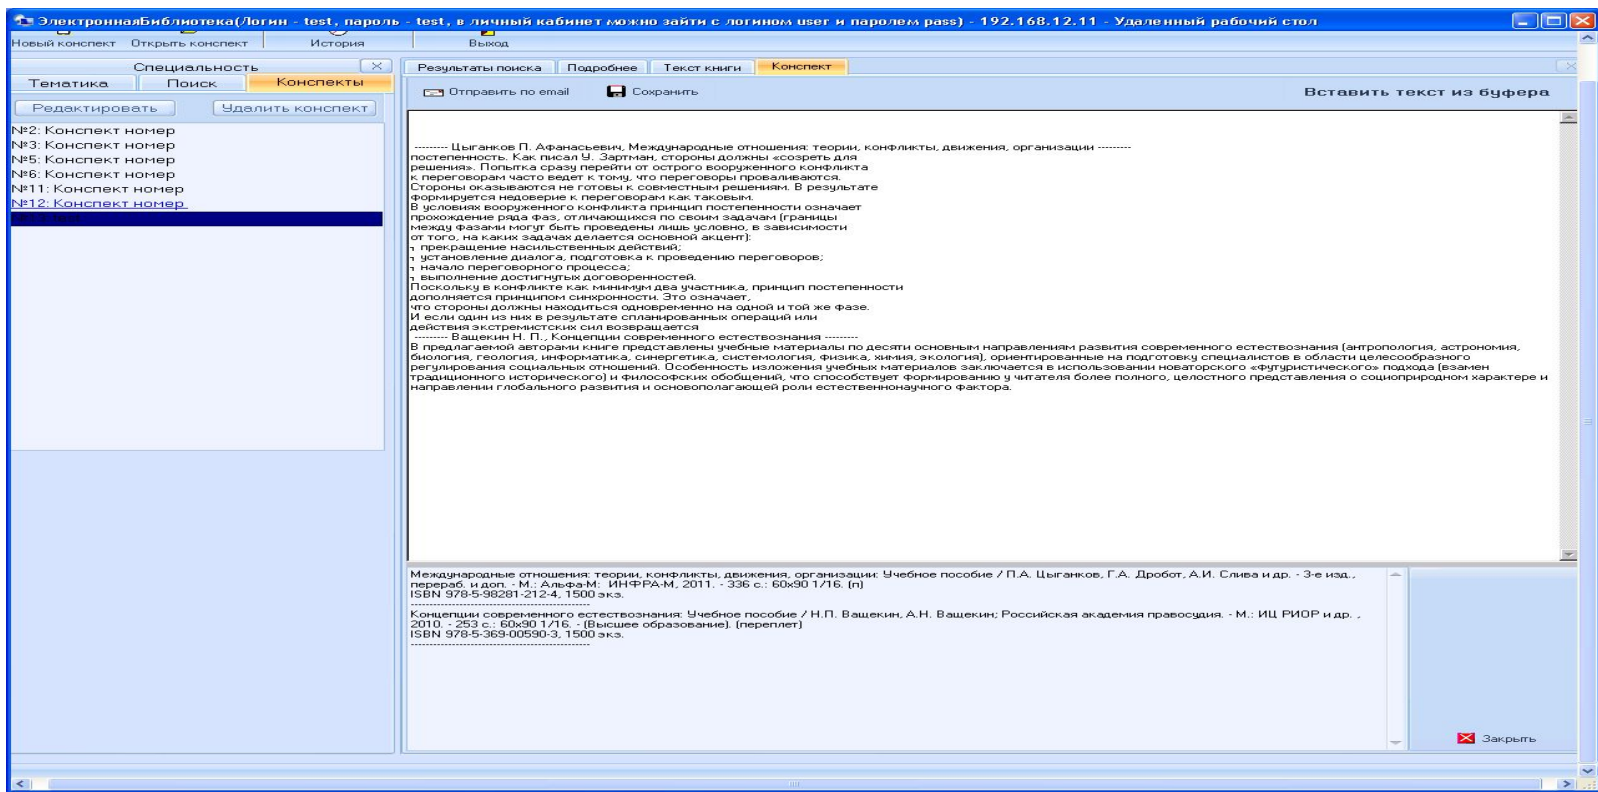 ЭлектроннаяБиблиотека(Логин - test, пароль - test, в личный кабинет можно зайти с логином user и паролем pass) - 192.168.12.11 - Удаленный рабочий стол
Новый конспект Открыть конспект История Выход
Специальность
Тематика Поиск Конспекты
Редактировать Удалить конспект
№2: Конспект номер
№3: Конспект номер
№5: Конспект номер
№6: Конспект номер
№11: Конспект номер
№12: Конспект номер
Результаты поиска Подробнее Текст книги Конспект
Отправить по email Сохранить Вставить текст из буфера
-------- Цыганков П. Афанасьевич, Международные отношения: теории, конфликты, движения, организации --------
постепенность. Как писал У. Зартман, стороны должны «созреть для
решения». Попытка сразу перейти от острого вооруженного конфликта
к переговорам часто ведет к тому, что переговоры проваливаются.
Стороны оказываются не готовы к совместным решениям. В результате
формируется недоверие к переговорам как таковым.
В условиях вооруженного конфликта принцип постепенности означает
прохождение ряда фаз, отличающихся по своим задачам (границы
между фазами могут быть проведены лишь условно, в зависимости
от того, на каких задачах делается основной акцент):
┐ прекращение насильственных действий;
┐ установление диалога, подготовка к проведению переговоров;
┐ начало переговорного процесса;
┐ выполнение достигнутых договоренностей.
Поскольку в конфликте как минимум два участника, принцип постепенности
дополняется принципом синхронности. Это означает,
что стороны должны находиться одновременно на одной и той же фазе.
И если один из них в результате спланированных операций или
действия экстремистских сил возвращается
-------- Ващекин Н. П., Концепции современного естествознания --------
В предлагаемой авторами книге представлены учебные материалы по десяти основным направлениям развития современного естествознания (антропология, астрономия,
биология, геология, информатика, синергетика, системология, физика, химия, экология), ориентированные на подготовку специалистов в области целесообразного
регулирования социальных отношений. Особенность изложения учебных материалов заключается в использовании новаторского «футуристического» подхода (взамен
традиционного исторического) и философских обобщений, что способствует формированию у читателя более полного, целостного представления о социоприродном характере и
направлении глобального развития и основополагающей роли естественнонаучного фактора.
Международные отношения: теории, конфликты, движения, организации: Учебное пособие / П.А. Цыганков, Г.А. Дробот, А.И. Слива и др. - 3-е изд.,
перераб. и доп. - М.: Альфа-М: ИНФРА-М, 2011. - 336 с.: 60x90 1/16. (п)
ISBN 978-5-98281-212-4, 1500 экз.
----------------------------------------------
Концепции современного естествознания: Учебное пособие / Н.П. Ващекин, А.Н. Ващекин; Российская академия правосудия. - М.: ИЦ РИОР и др. ,
2010. - 253 с.: 60x90 1/16. - (Высшее образование). (переплет)
ISBN 978-5-369-00590-3, 1500 экз.
----------------------------------------------
Закрыть